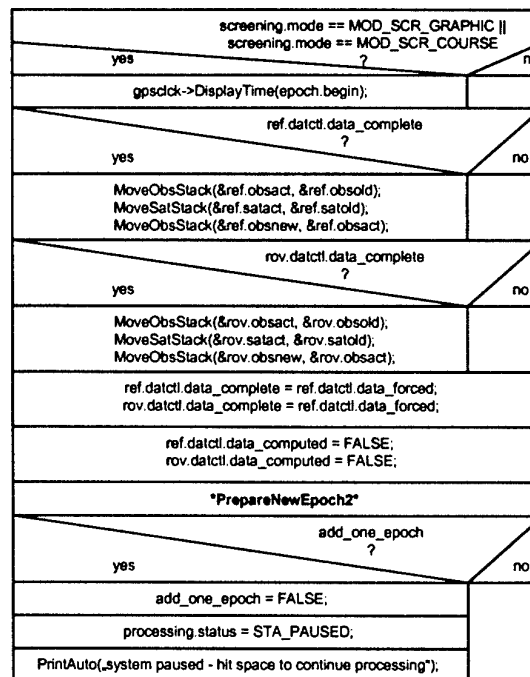 screening.mode == MOD_SCR_GRAPHIC ||
screening.mode == MOD_SCR_COURSE
?
yes
gpsclck->DisplayTime(epoch.begin);
ref.datctl.data_complete
?
yes
no
MoveObsStack(&ref.obsact, &ref.obsold);
MoveSatStack(&ref.satact, &ref.satold);
MoveObsStack(&ref.obsnew, &ref.obsact);
rov.datctl.data_complete
?
yes
no
MoveObsStack(&rov.obsact, &rov.obsold);
MoveSatStack(&rov.satact, &rov.satold);
MoveObsStack(&rov.obsnew, &rov.obsact);
ref.datctl.data_complete = ref.datctl.data_forced;
rov.datctl.data_complete = ref.datctl.data_forced;
ref.datctl.data_computed = FALSE;
rov.datctl.data_computed = FALSE;
"PrepareNewEpoch2"
add_one_epoch
?
yes
no
add_one_epoch = FALSE;
processing.status = STA_PAUSED;
PrintAuto(„system paused - hit space to continue processing");